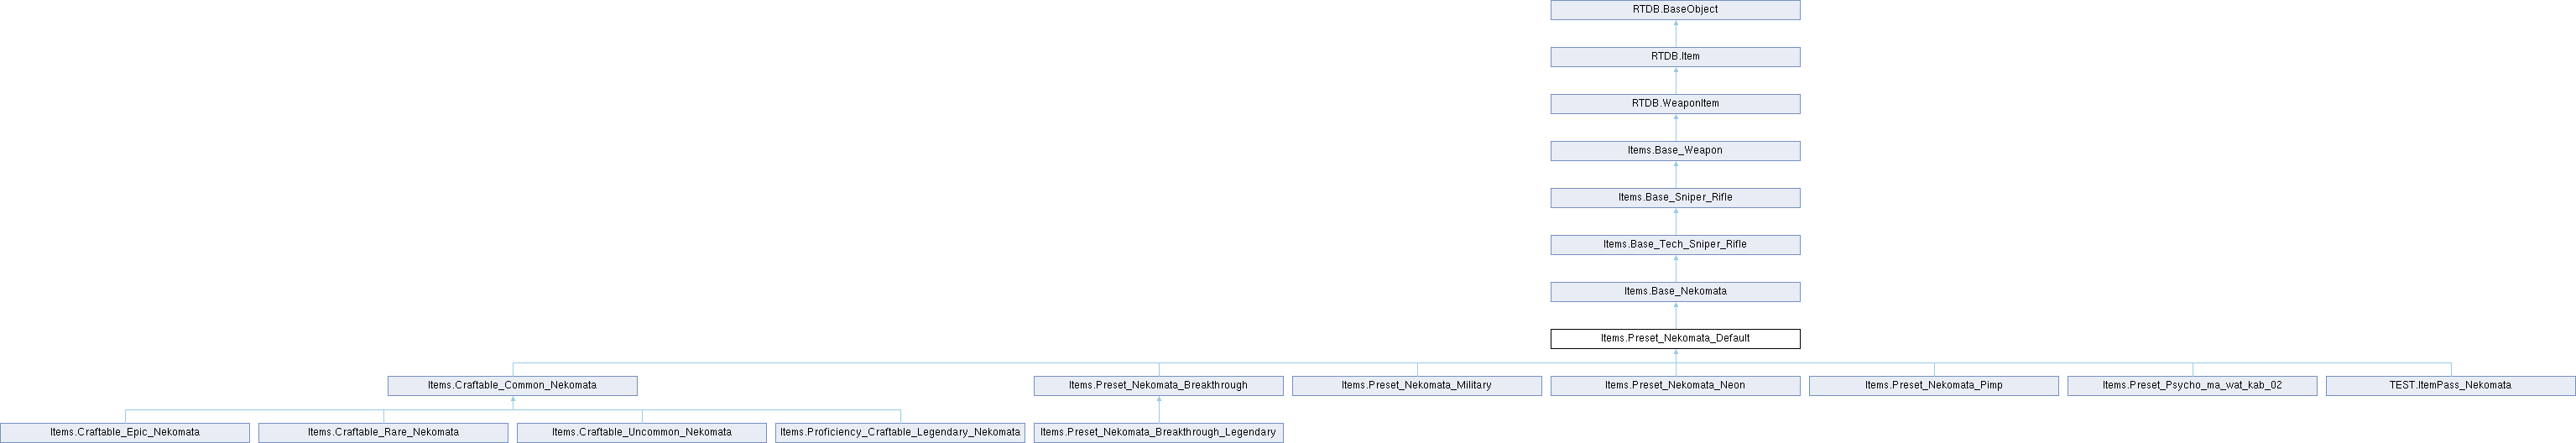 RTDB.BaseObject
RTDB.Item
RTDB.WeaponItem
Items.Base_Weapon
Items.Base_Sniper_Rifle
Items.Base_Tech_Sniper_Rifle
Items.Base_Nekomata
Items.Preset_Nekomata_Default
Items.Craftable_Common_Nekomata
Items.Preset_Nekomata_Breakthrough
Items.Preset_Nekomata_Military
Items.Preset_Nekomata_Neon
Items.Preset_Nekomata_Pimp
Items.Preset_Psycho_ma_wat_kab_02
TEST.ItemPass_Nekomata
Items.Craftable_Epic_Nekomata
Items.Craftable_Rare_Nekomata
Items.Craftable_Uncommon_Nekomata
Items.Proficiency_Craftable_Legendary_Nekomata
Items.Preset_Nekomata_Breakthrough_Legendary